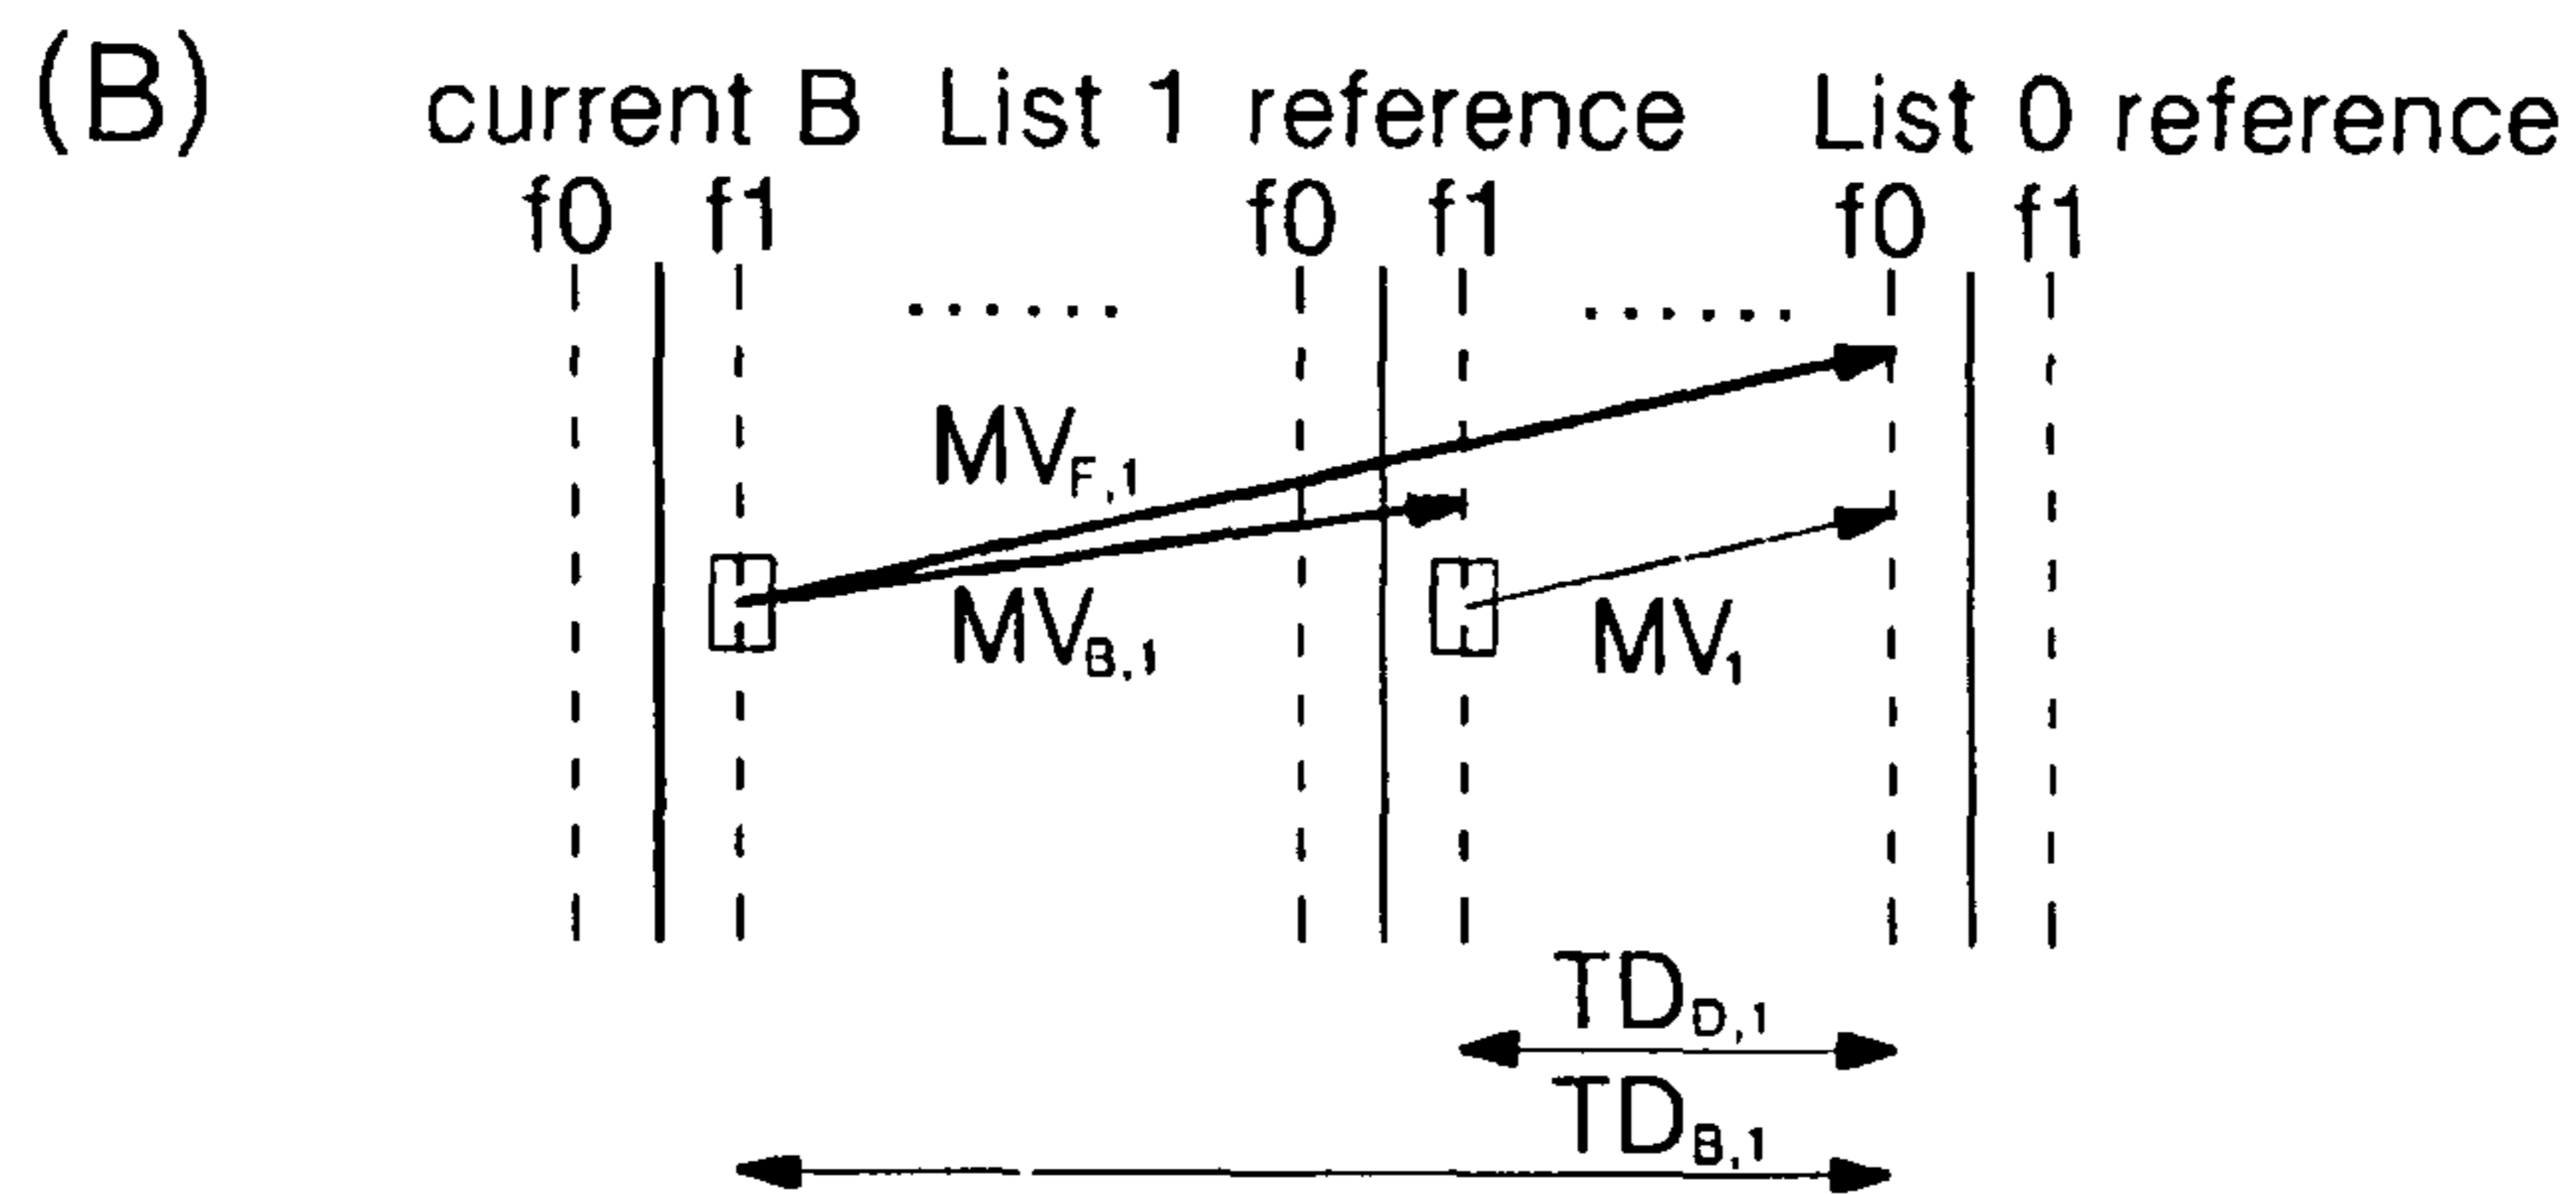 (B) current B List 1 reference List 0 reference
f0 f1 f0 f1 f0 f1
......  ......
MV_F,1
MV_B,1 MV_1
TD_D,1
TD_B,1